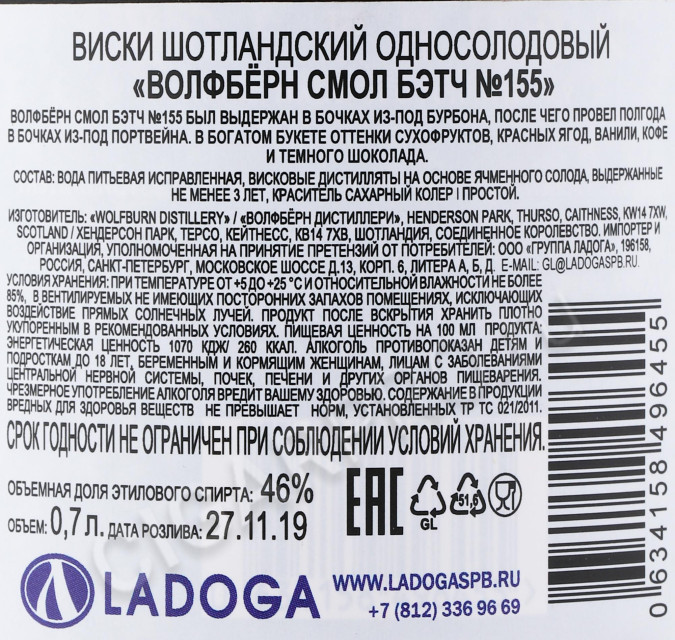 ВИСКИ ШОТЛАНДСКИЙ ОДНОСОЛОДОВЫЙ
«ВОЛФБЁРН СМОЛ БЭТЧ №155»
ВОЛФБЁРН СМОЛ БЭТЧ №155 БЫЛ ВЫДЕРЖАН В БОЧКАХ ИЗ-ПОД БУРБОНА, ПОСЛЕ ЧЕГО ПРОВЕЛ ПОЛГОДА
В БОЧКАХ ИЗ-ПОД ПОРТВЕЙНА. В БОГАТОМ БУКЕТЕ ОТТЕНКИ СУХОФРУКТОВ, КРАСНЫХ ЯГОД, ВАНИЛИ, КОФЕ
И ТЕМНОГО ШОКОЛАДА.
СОСТАВ: ВОДА ПИТЬЕВАЯ ИСПРАВЛЕННАЯ, ВИСКОВЫЕ ДИСТИЛЛЯТЫ НА ОСНОВЕ ЯЧМЕННОГО СОЛОДА, ВЫДЕРЖАННЫЕ
НЕ МЕНЕЕ 3 ЛЕТ, КРАСИТЕЛЬ САХАРНЫЙ КОЛЕР I ПРОСТОЙ.
ИЗГОТОВИТЕЛЬ: «WOLFBURN DISTILLERY» / «ВОЛФБЁРН ДИСТИЛЛЕРИ», HENDERSON PARK, THURSO, CAITHNESS, KW14 7XW,
SCOTLAND / ХЕНДЕРСОН ПАРК, ТЕРСО, КЕЙТНЕСС, КВ14 7ХВ, ШОТЛАНДИЯ, СОЕДИНЕННОЕ КОРОЛЕВСТВО. ИМПОРТЕР И
ОРГАНИЗАЦИЯ, УПОЛНОМОЧЕННАЯ НА ПРИНЯТИЕ ПРЕТЕНЗИЙ ОТ ПОТРЕБИТЕЛЕЙ: ООО «ГРУППА ЛАДОГА», 196158,
РОССИЯ, САНКТ-ПЕТЕРБУРГ, МОСКОВСКОЕ ШОССЕ Д.13, КОРП. 6, ЛИТЕРА А, Б, Д. E-MAIL: GL@LADOGASPB.RU.
УСЛОВИЯ ХРАНЕНИЯ: ПРИ ТЕМПЕРАТУРЕ ОТ +5 ДО +25 °С И ОТНОСИТЕЛЬНОЙ ВЛАЖНОСТИ НЕ БОЛЕЕ
85%, В ВЕНТИЛИРУЕМЫХ НЕ ИМЕЮЩИХ ПОСТОРОННИХ ЗАПАХОВ ПОМЕЩЕНИЯХ, ИСКЛЮЧАЮЩИХ
ВОЗДЕЙСТВИЕ ПРЯМЫХ СОЛНЕЧНЫХ ЛУЧЕЙ. ПРОДУКТ ПОСЛЕ ВСКРЫТИЯ ХРАНИТЬ ПЛОТНО
УКУПОРЕННЫМ В РЕКОМЕНДОВАННЫХ УСЛОВИЯХ. ПИЩЕВАЯ ЦЕННОСТЬ НА 100 МЛ ПРОДУКТА:
ЭНЕРГЕТИЧЕСКАЯ ЦЕННОСТЬ 1070 КДЖ/ 260 ККАЛ. АЛКОГОЛЬ ПРОТИВОПОКАЗАН ДЕТЯМ И
ПОДРОСТКАМ ДО 18 ЛЕТ, БЕРЕМЕННЫМ И КОРМЯЩИМ ЖЕНЩИНАМ, ЛИЦАМ С ЗАБОЛЕВАНИЯМИ
ЦЕНТРАЛЬНОЙ НЕРВНОЙ СИСТЕМЫ, ПОЧЕК, ПЕЧЕНИ И ДРУГИХ ОРГАНОВ ПИЩЕВАРЕНИЯ.
ЧРЕЗМЕРНОЕ УПОТРЕБЛЕНИЕ АЛКОГОЛЯ ВРЕДИТ ВАШЕМУ ЗДОРОВЬЮ. СОДЕРЖАНИЕ В ПРОДУКЦИИ
ВРЕДНЫХ ДЛЯ ЗДОРОВЬЯ ВЕЩЕСТВ НЕ ПРЕВЫШАЕТ НОРМ, УСТАНОВЛЕННЫХ ТР ТС 021/2011.
СРОК ГОДНОСТИ НЕ ОГРАНИЧЕН ПРИ СОБЛЮДЕНИИ УСЛОВИЙ ХРАНЕНИЯ.
ОБЪЕМНАЯ ДОЛЯ ЭТИЛОВОГО СПИРТА: 46%
ОБЪЕМ: 0,7 Л. ДАТА РОЗЛИВА: 27.11.19
EAC
GL
51,6
LADOGA
WWW.LADOGASPB.RU
+7 (812) 336 96 69
0 634158 496455